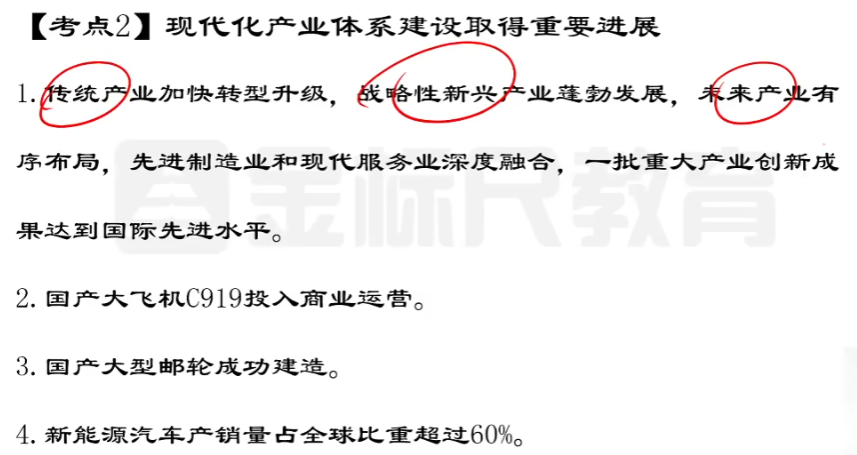 【考点2】现代化产业体系建设取得重要进展
1.传统产业加快转型升级，战略性新兴产业蓬勃发展，未来产业有
序布局，先进制造业和现代服务业深度融合，一批重大产业创新成
果达到国际先进水平。
金标尺教育
2.国产大飞机C919投入商业运营。
3.国产大型邮轮成功建造。
4.新能源汽车产销量占全球比重超过60%。